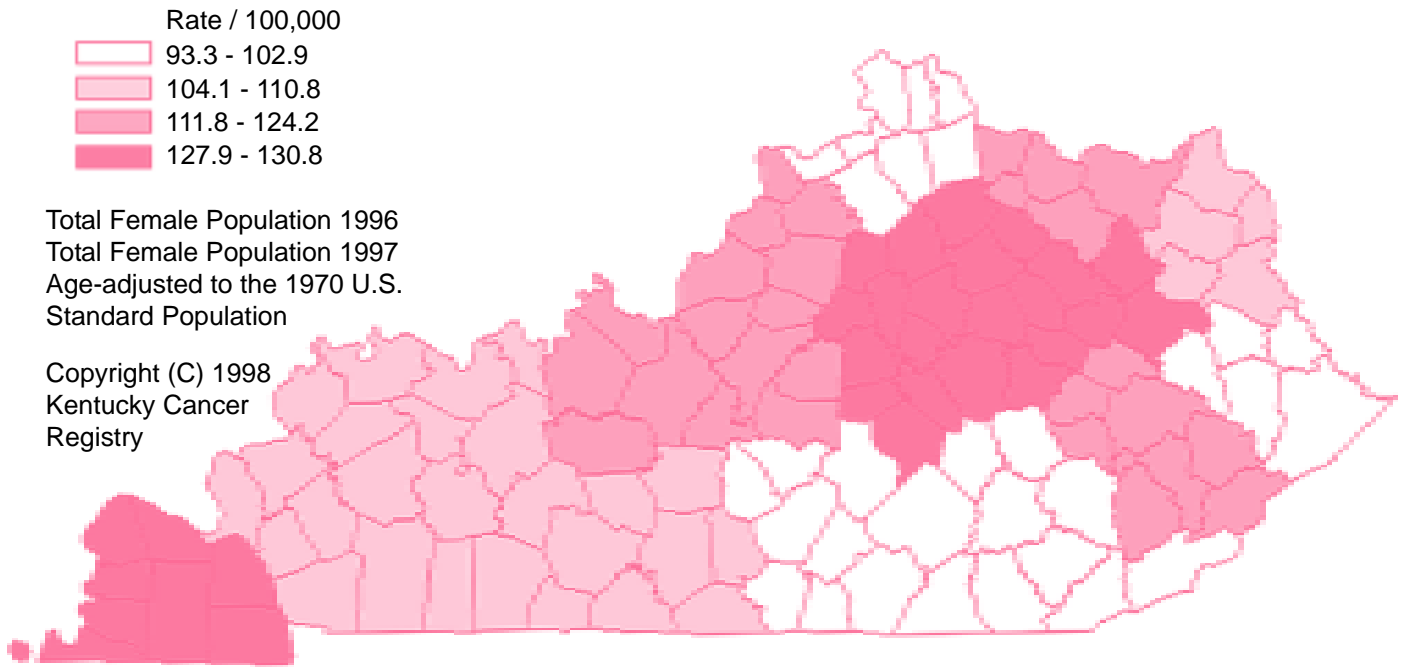 Rate / 100,000
93.3 - 102.9
104.1 - 110.8
111.8 - 124.2
127.9 - 130.8
Total Female Population 1996
Total Female Population 1997
Age-adjusted to the 1970 U.S.
Standard Population
Copyright (C) 1998
Kentucky Cancer
Registry